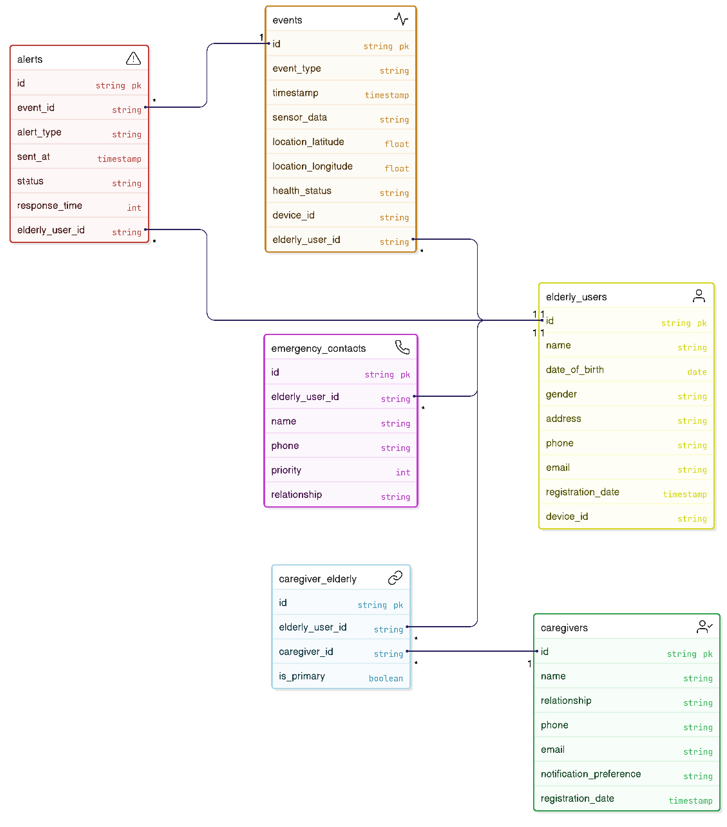 events
1
id string pk
event_type string
timestamp timestamp
sensor_data string
location_latitude float
location_longitude float
health_status string
device_id string
elderly_user_id string
*
alerts
id string pk
*
event_id string
alert_type string
sent_at timestamp
status string
response_time int
elderly_user_id string
*
elderly_users
1 1
id string pk
1 1
name string
date_of_birth date
gender string
address string
phone string
email string
registration_date timestamp
device_id string
emergency_contacts
id string pk
elderly_user_id string
*
name string
phone string
priority int
relationship string
caregiver_elderly
id string pk
elderly_user_id string
*
caregiver_id string
*
is_primary boolean
caregivers
id string pk
1
name string
relationship string
phone string
email string
notification_preference string
registration_date timestamp